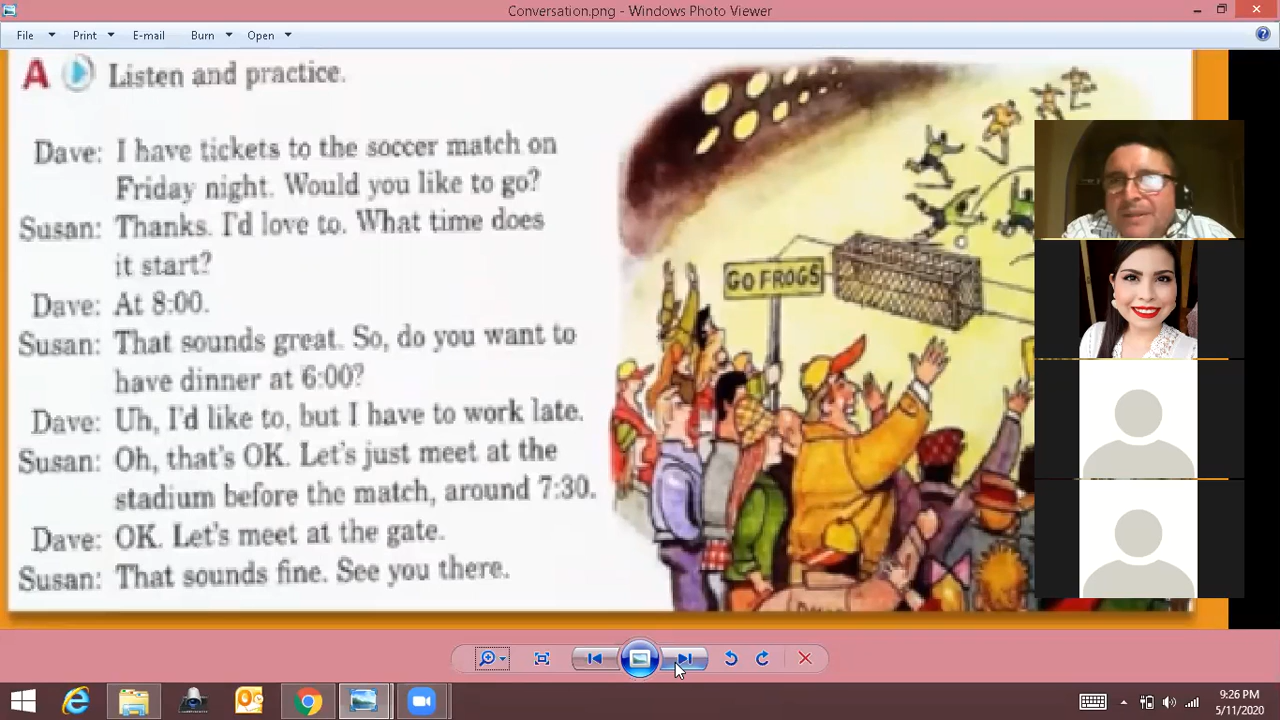 Conversation.png - Windows Photo Viewer
File Print E-mail Burn Open
A Listen and practice.
Dave: I have tickets to the soccer match on
Friday night. Would you like to go?
Susan: Thanks. I'd love to. What time does
it start?
Dave: At 8:00.
Susan: That sounds great. So, do you want to
have dinner at 6:00?
Dave: Uh, I'd like to, but I have to work late.
Susan: Oh, that's OK. Let's just meet at the
stadium before the match, around 7:30.
Dave: OK. Let's meet at the gate.
Susan: That sounds fine. See you there.
GO FROGS
9:26 PM
5/11/2020